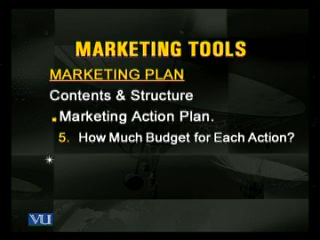 MARKETING TOOLS
MARKETING PLAN
Contents & Structure
Marketing Action Plan.
5. How Much Budget for Each Action?
VU